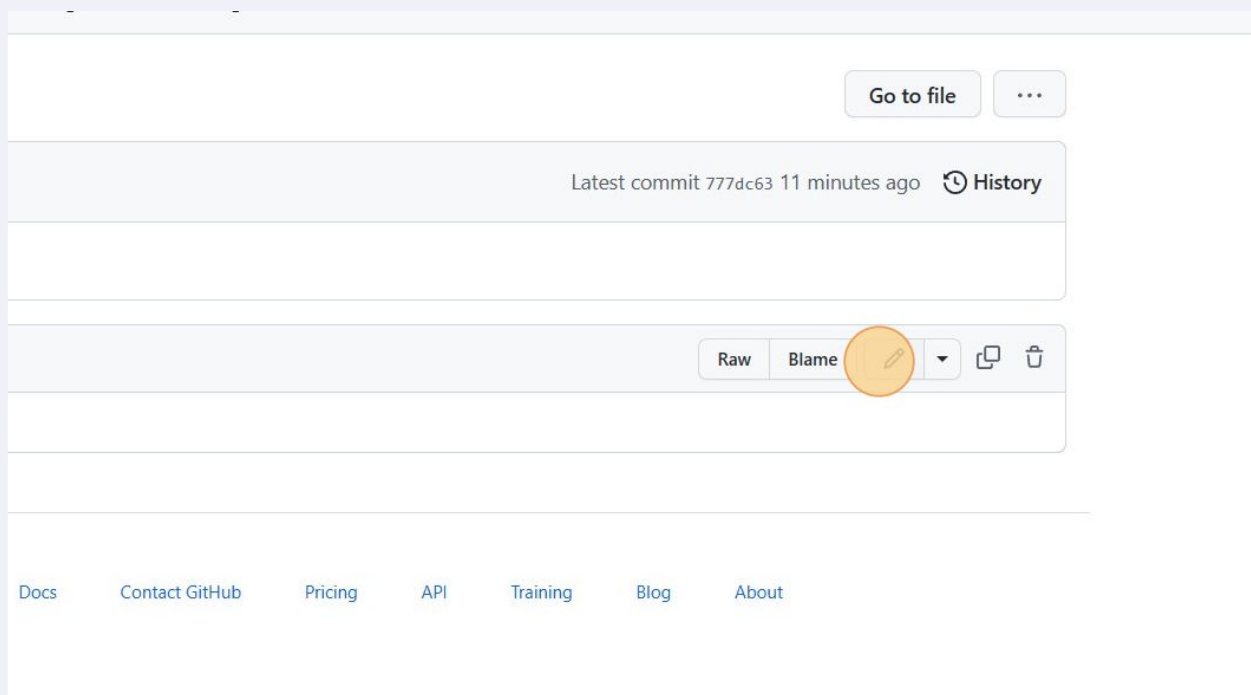 Go to file
Latest commit 777dc63 11 minutes ago History
Raw Blame
Docs Contact GitHub Pricing API Training Blog About